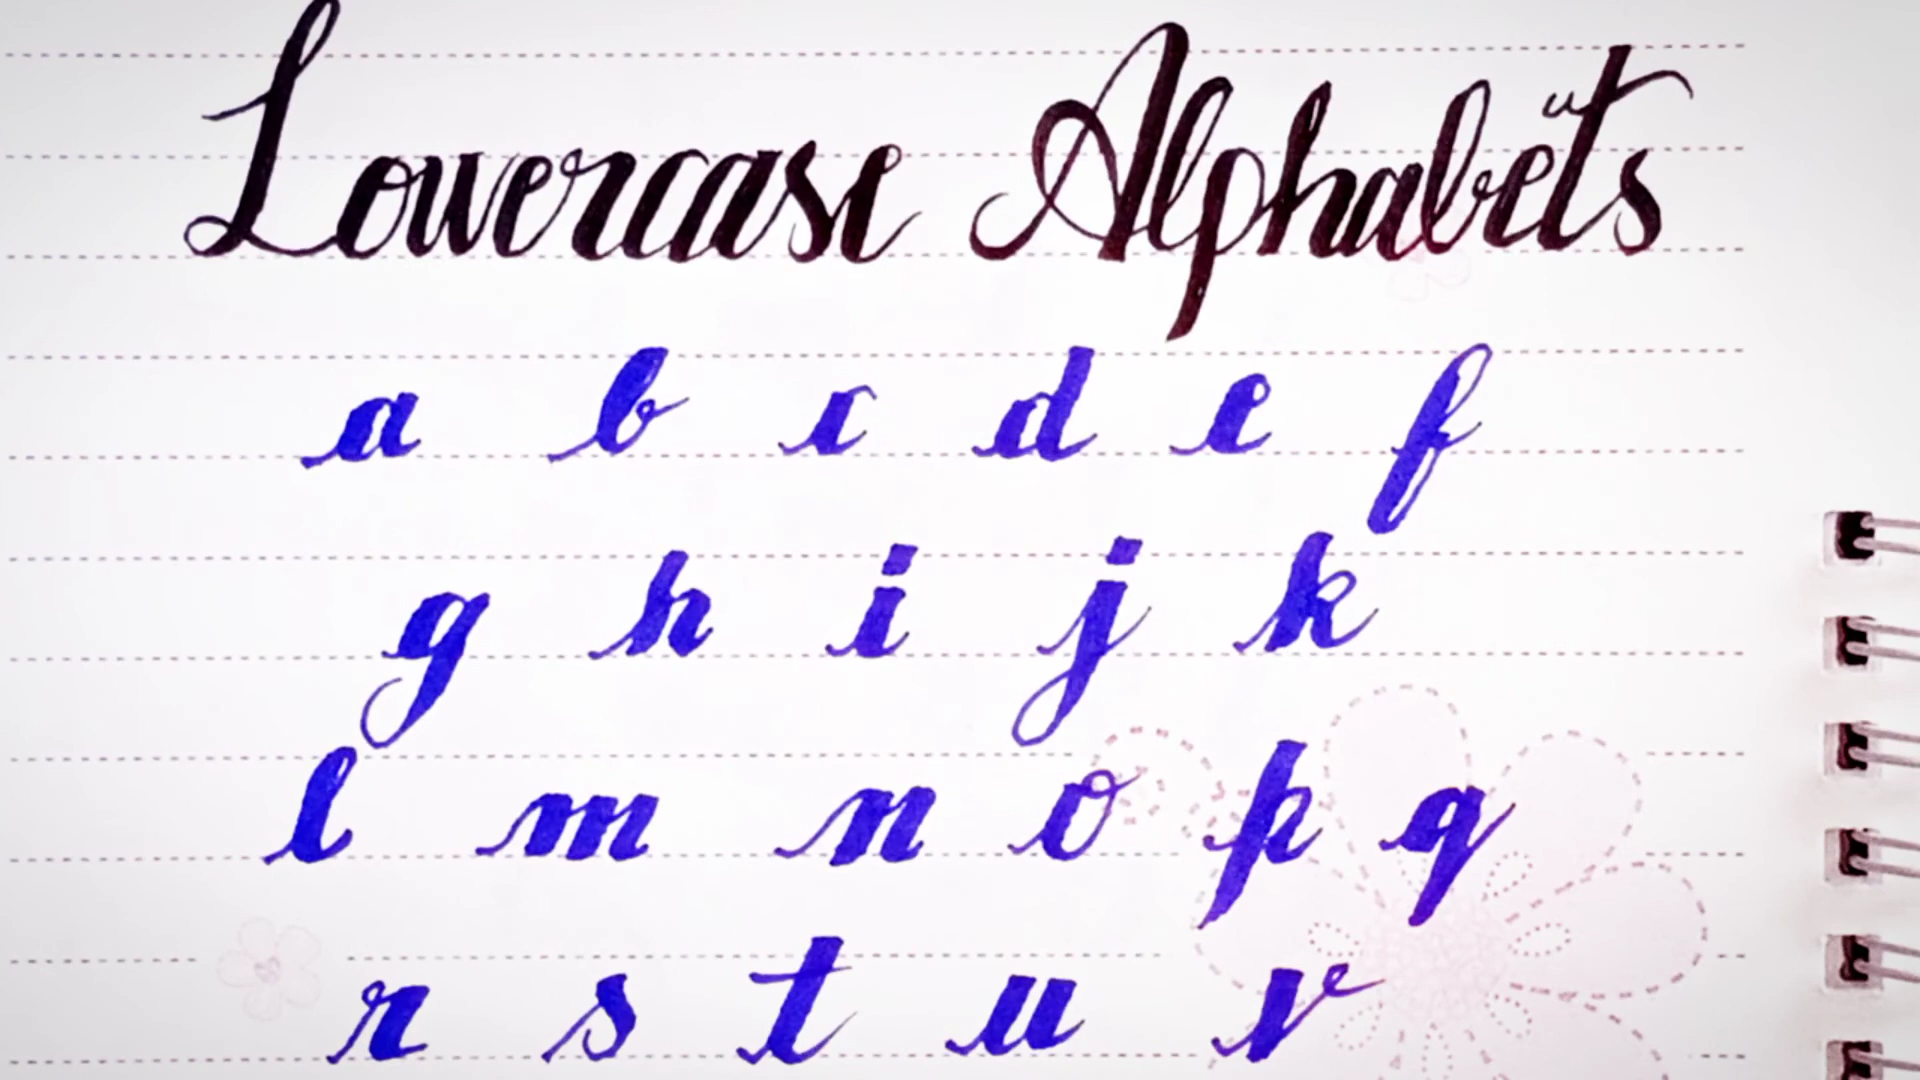 Lowercase Alphabets
a b c d e f
g h i j k
l m n o p q
r s t u v